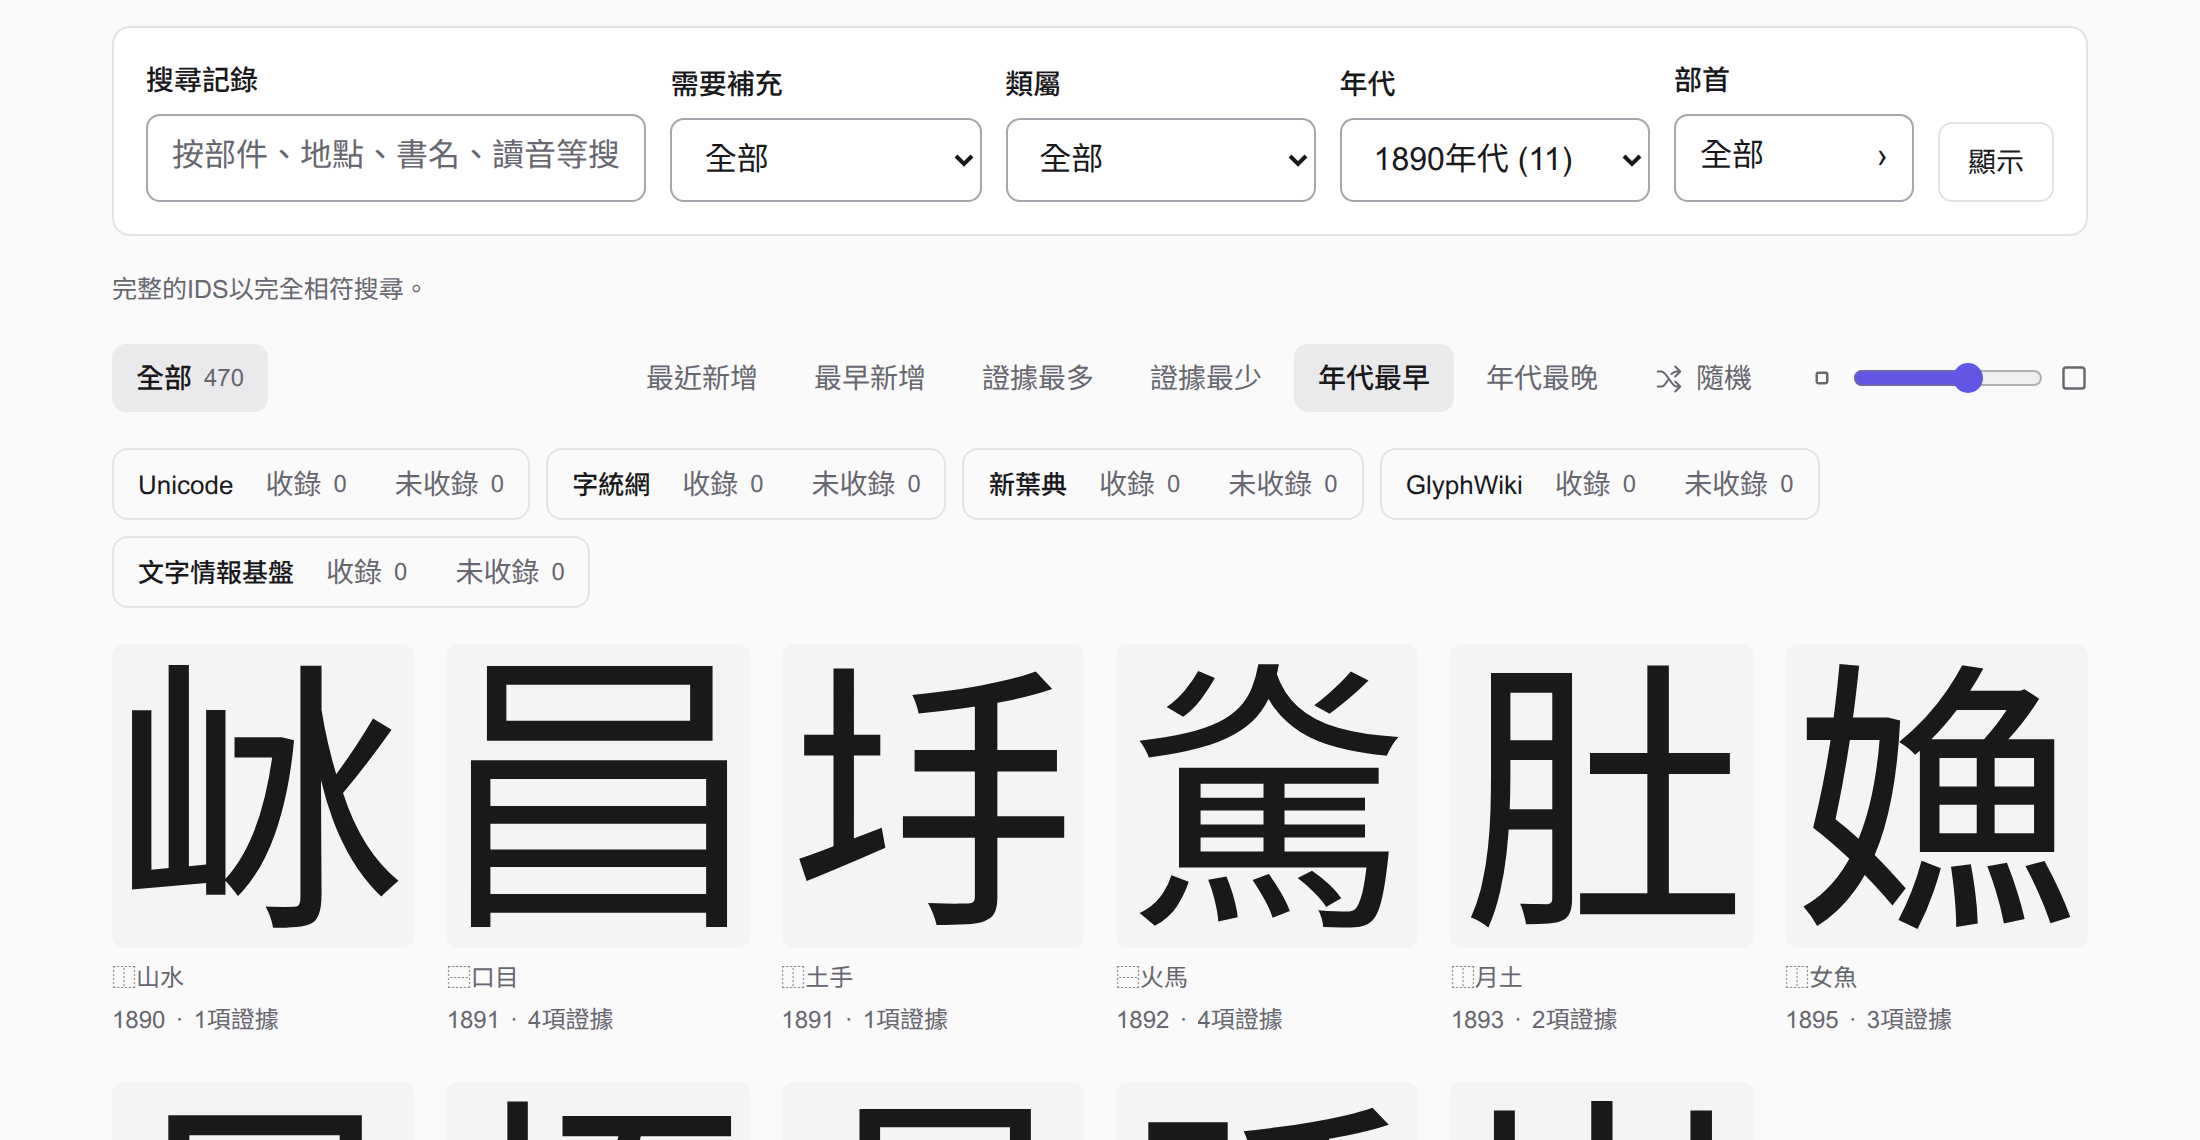 搜尋記錄
需要補充
類屬
年代
部首
按部件、地點、書名、讀音等搜
全部
全部
1890年代 (11)
全部 ›
顯示
完整的IDS以完全相符搜尋。
全部 470
最近新增
最早新增
證據最多
證據最少
年代最早
年代最晚
隨機
Unicode 收錄 0 未收錄 0
字統網 收錄 0 未收錄 0
新葉典 收錄 0 未收錄 0
GlyphWiki 收錄 0 未收錄 0
文字情報基盤 收錄 0 未收錄 0
⿰山水
1890 · 1項證據
⿱口目
1891 · 4項證據
⿰土手
1891 · 1項證據
⿱火馬
1892 · 4項證據
⿰月土
1893 · 2項證據
⿰女魚
1895 · 3項證據